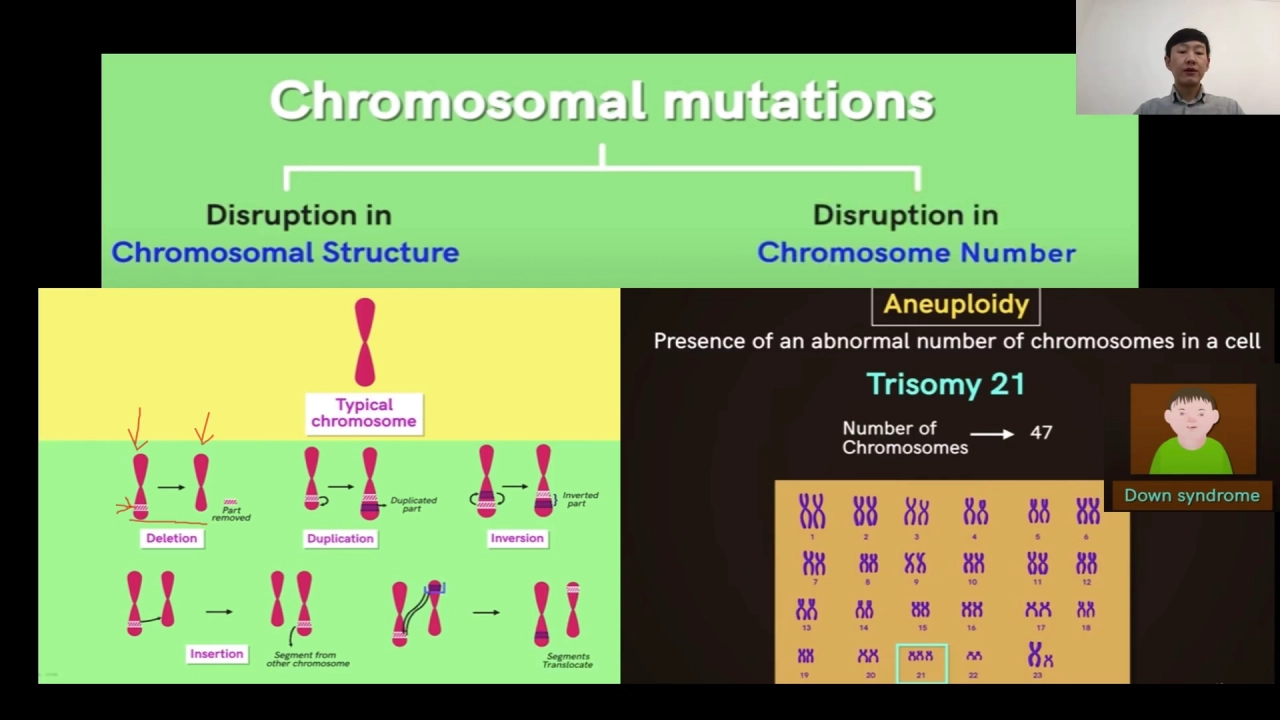 Chromosomal mutations
Disruption in
Chromosomal Structure
Disruption in
Chromosome Number
Typical
chromosome
Part
removed
Deletion
Duplicated
part
Duplication
Inverted
part
Inversion
Insertion
Segment from
other chromosome
Segments
Translocate
Aneuploidy
Presence of an abnormal number of chromosomes in a cell
Trisomy 21
Number of
Chromosomes
47
Down syndrome
1 2 3 4 5 6
7 8 9 10 11 12
13 14 15 16 17 18
19 20 21 22 23